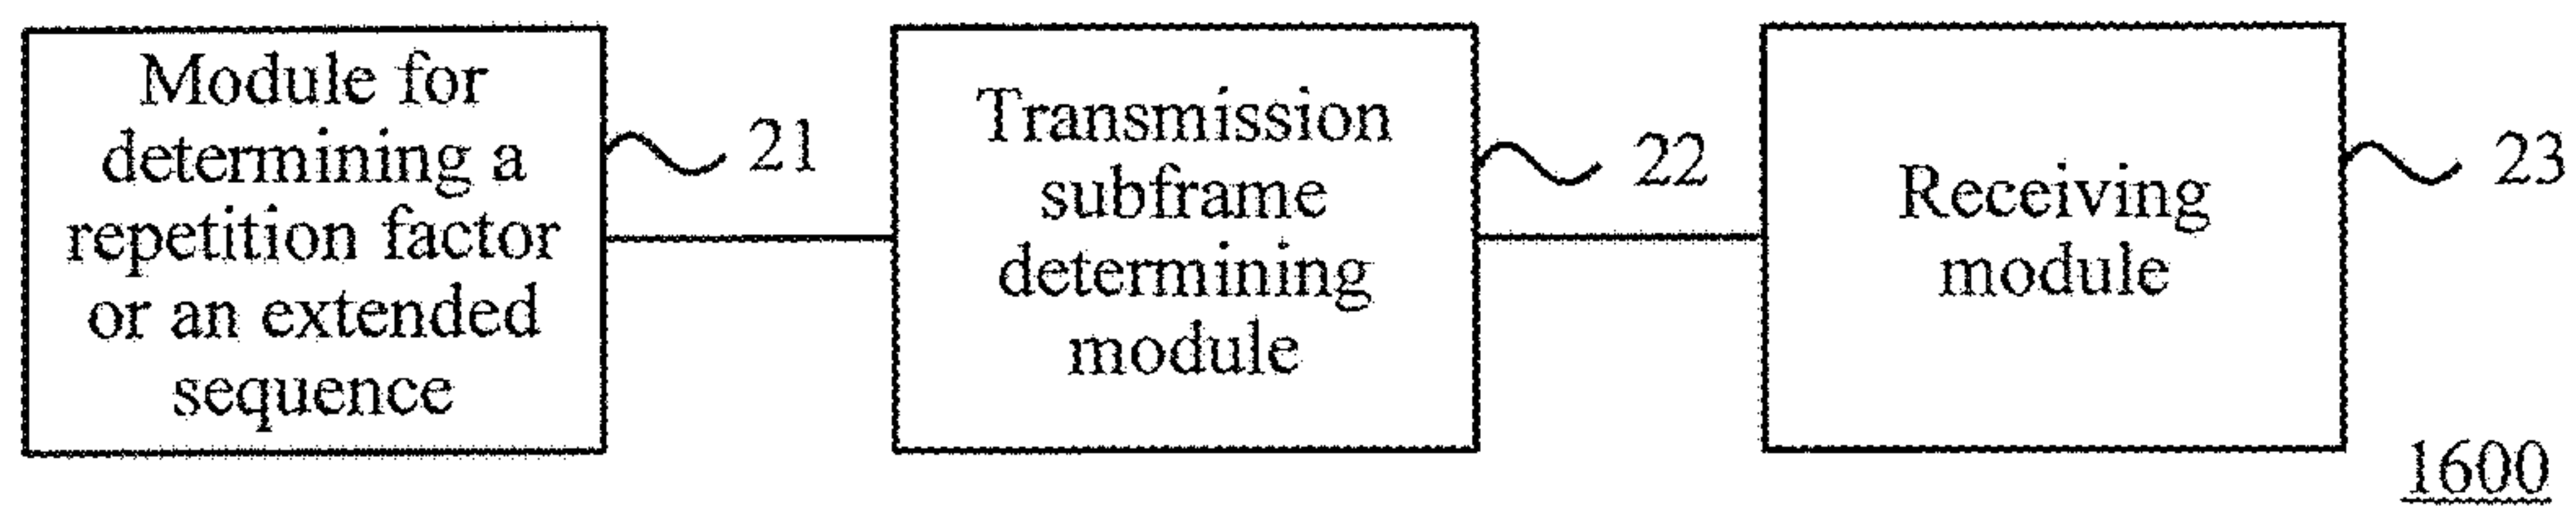 Module for
determining a
repetition factor
or an extended
sequence
21
Transmission
subframe
determining
module
22
Receiving
module
23
1600